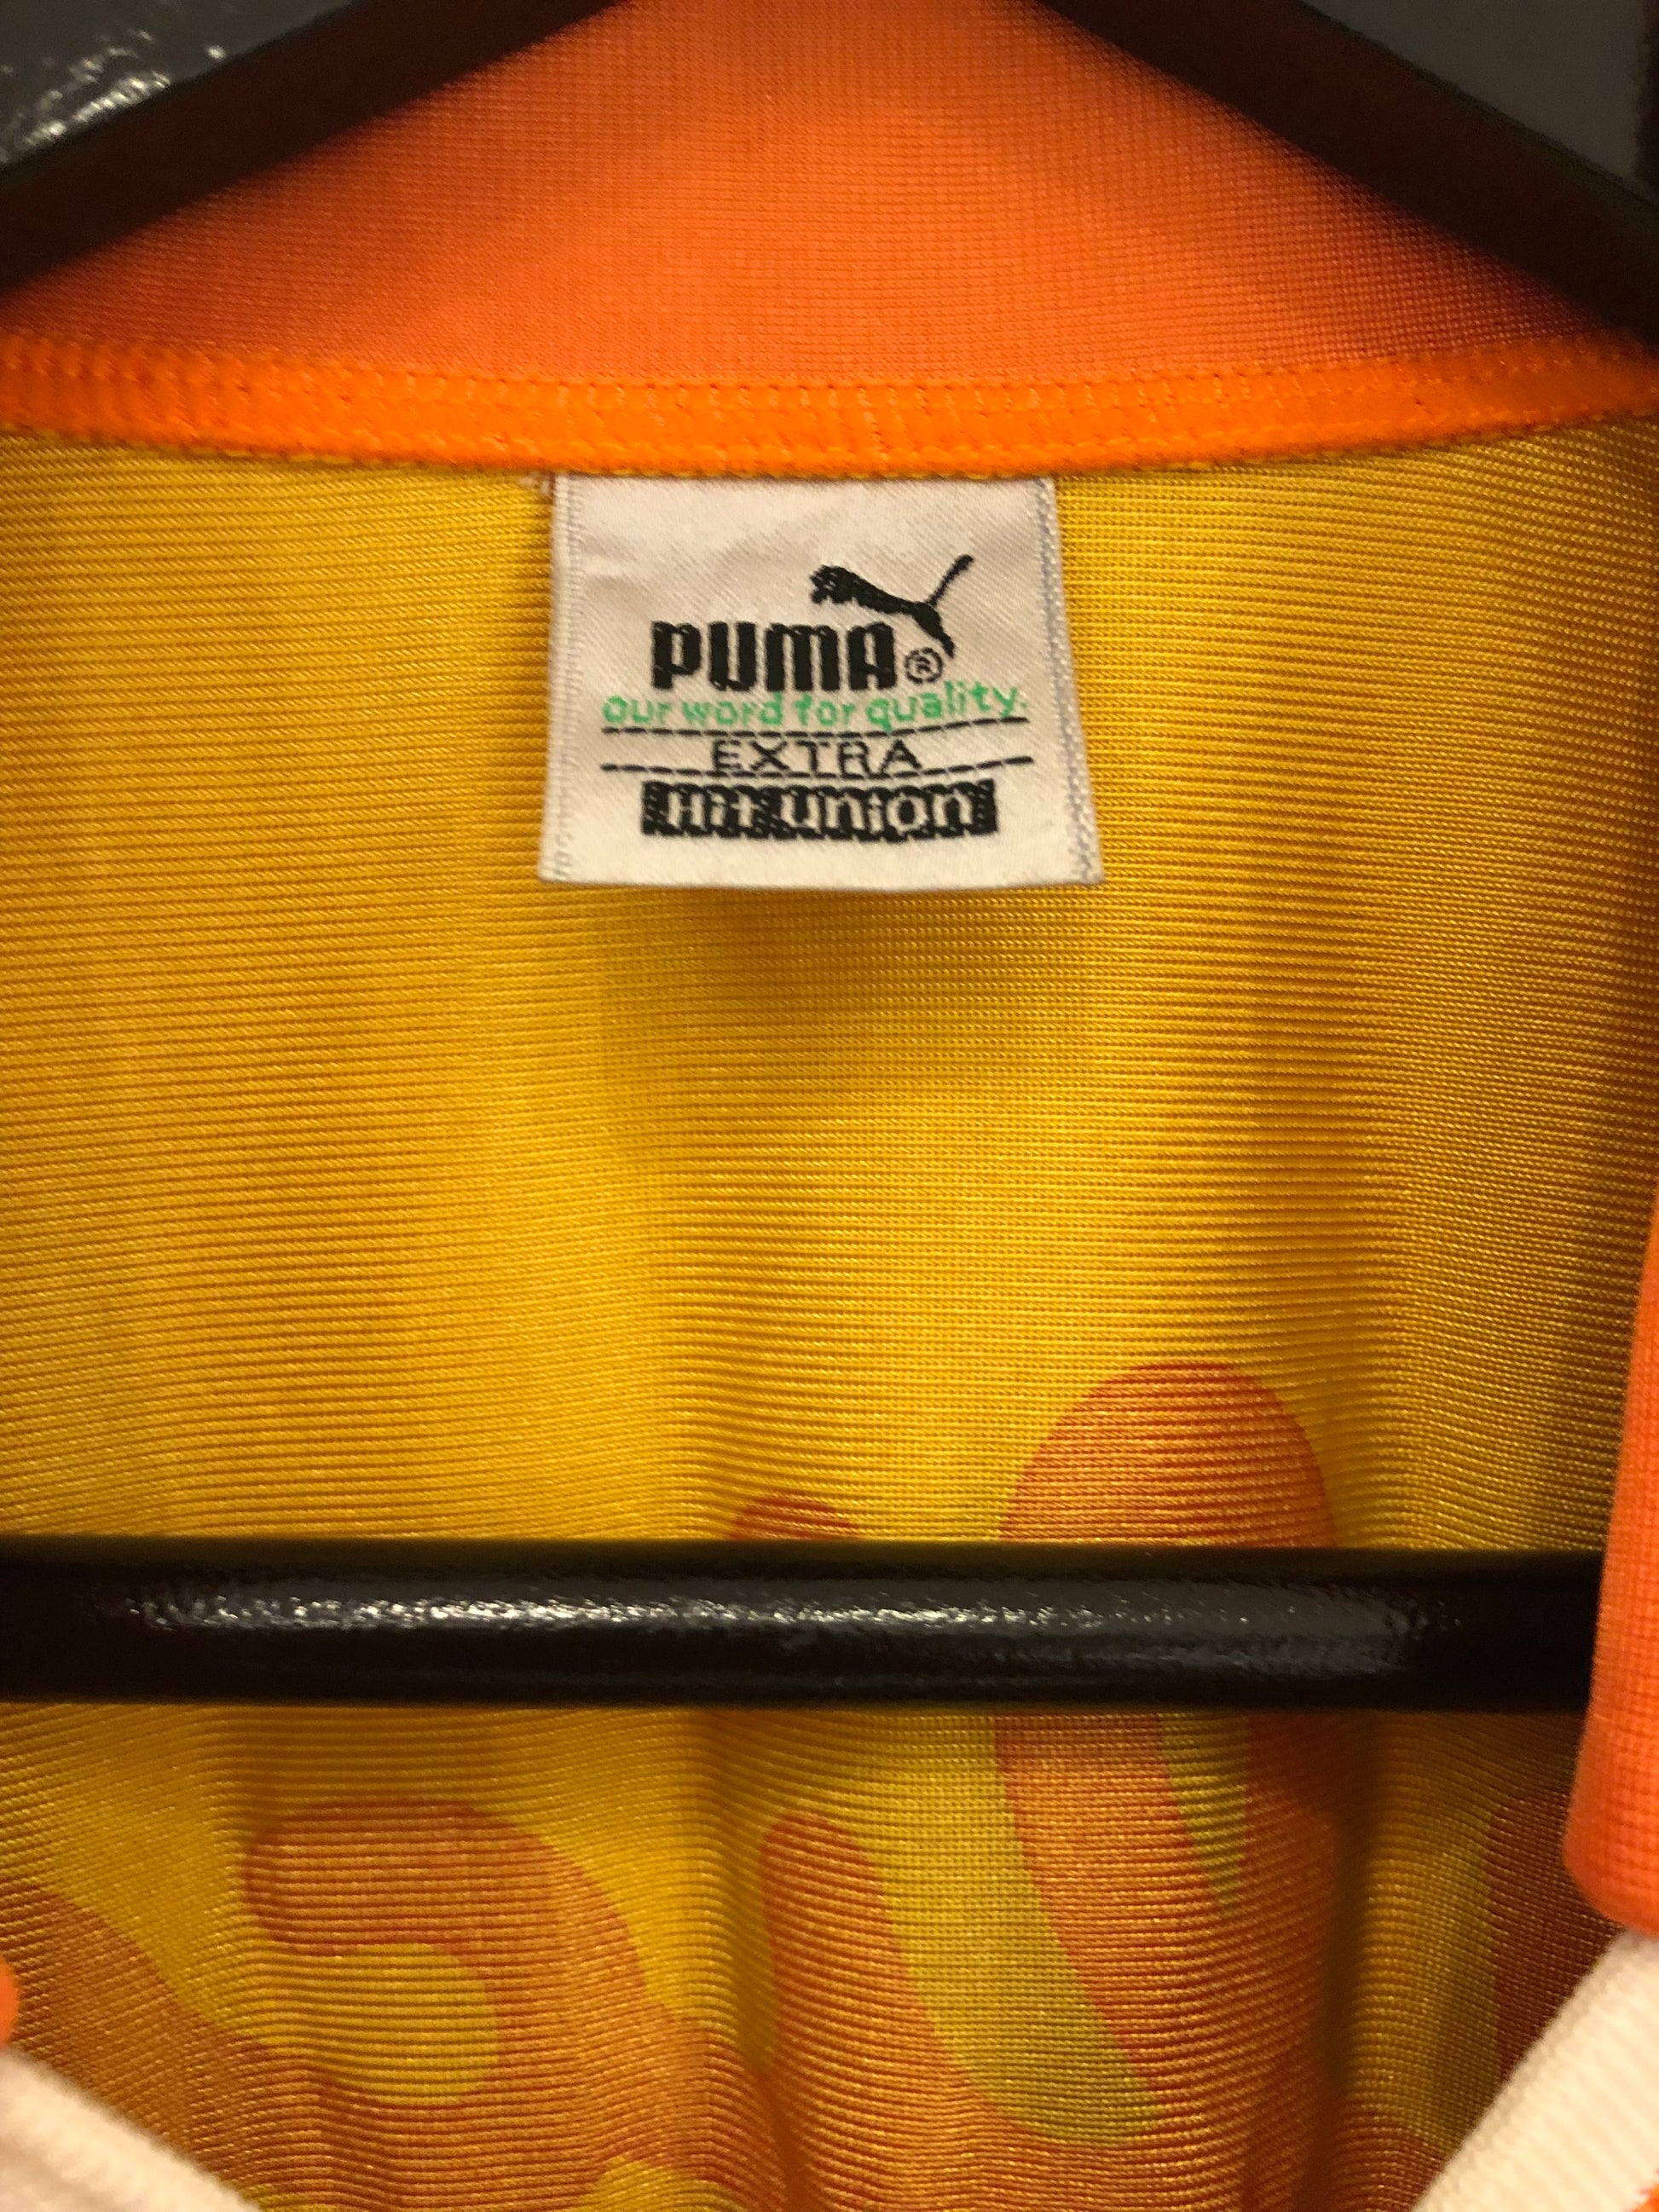 PUMA®
our word for quality.
EXTRA
Hit union